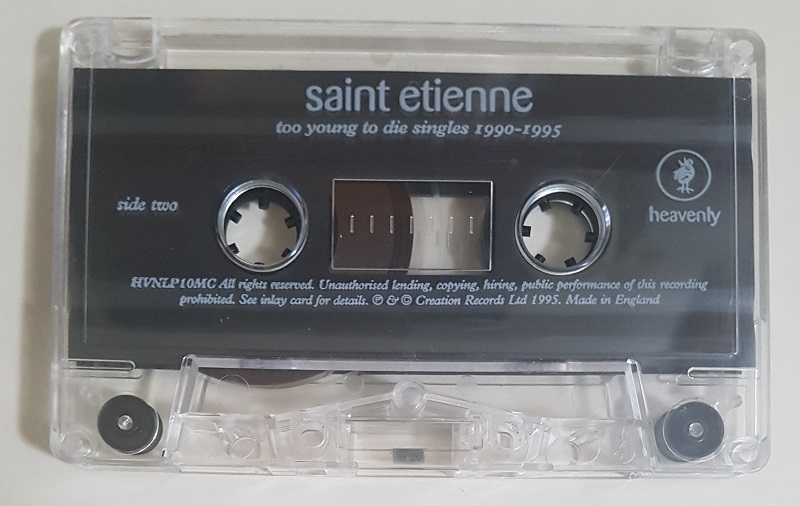 saint etienne
too young to die singles 1990-1995
side two
heavenly
HVNLP10MC All rights reserved. Unauthorised lending, copying, hiring, public performance of this recording
prohibited. See inlay card for details. ℗ & © Creation Records Ltd 1995. Made in England